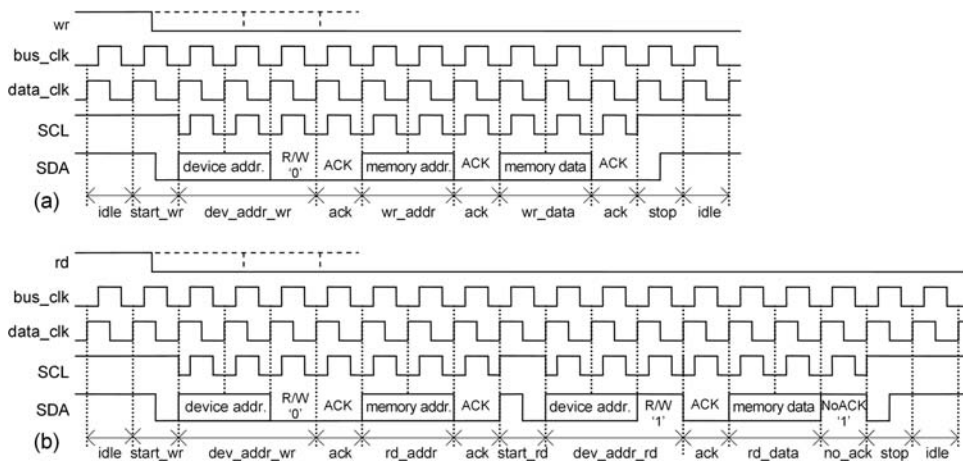 wr
bus_clk
data_clk
SCL
SDA device addr. R/W ‘0’ ACK memory addr. ACK memory data ACK
(a)
idle start_wr dev_addr_wr ack wr_addr ack wr_data ack stop idle
rd
bus_clk
data_clk
SCL
SDA device addr. R/W ‘0’ ACK memory addr. ACK device addr. R/W ‘1’ ACK memory data NoACK ‘1’
(b)
idle start_wr dev_addr_wr ack rd_addr ack start_rd dev_addr_rd ack rd_data no_ack stop idle